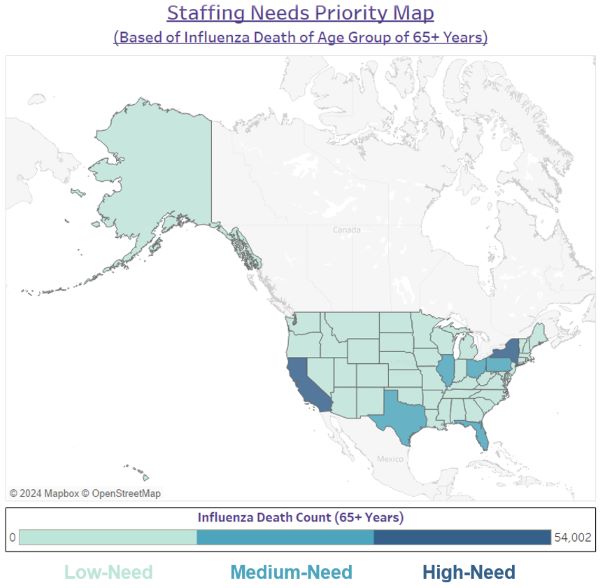 Staffing Needs Priority Map
(Based of Influenza Death of Age Group of 65+ Years)
Canada
Mexico
© 2024 Mapbox © OpenStreetMap
Influenza Death Count (65+ Years)
0 54,002
Low-Need Medium-Need High-Need